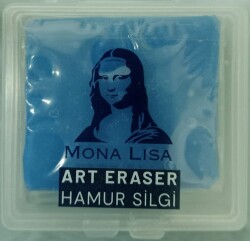 MONA LISA
ART ERASER
HAMUR SİLGİ